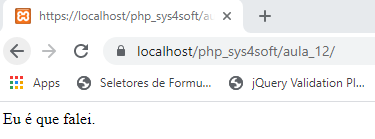 https://localhost/php_sys4soft/au
localhost/php_sys4soft/aula_12/
Apps
Seletores de Formu...
jQuery Validation Pl...
Eu é que falei.